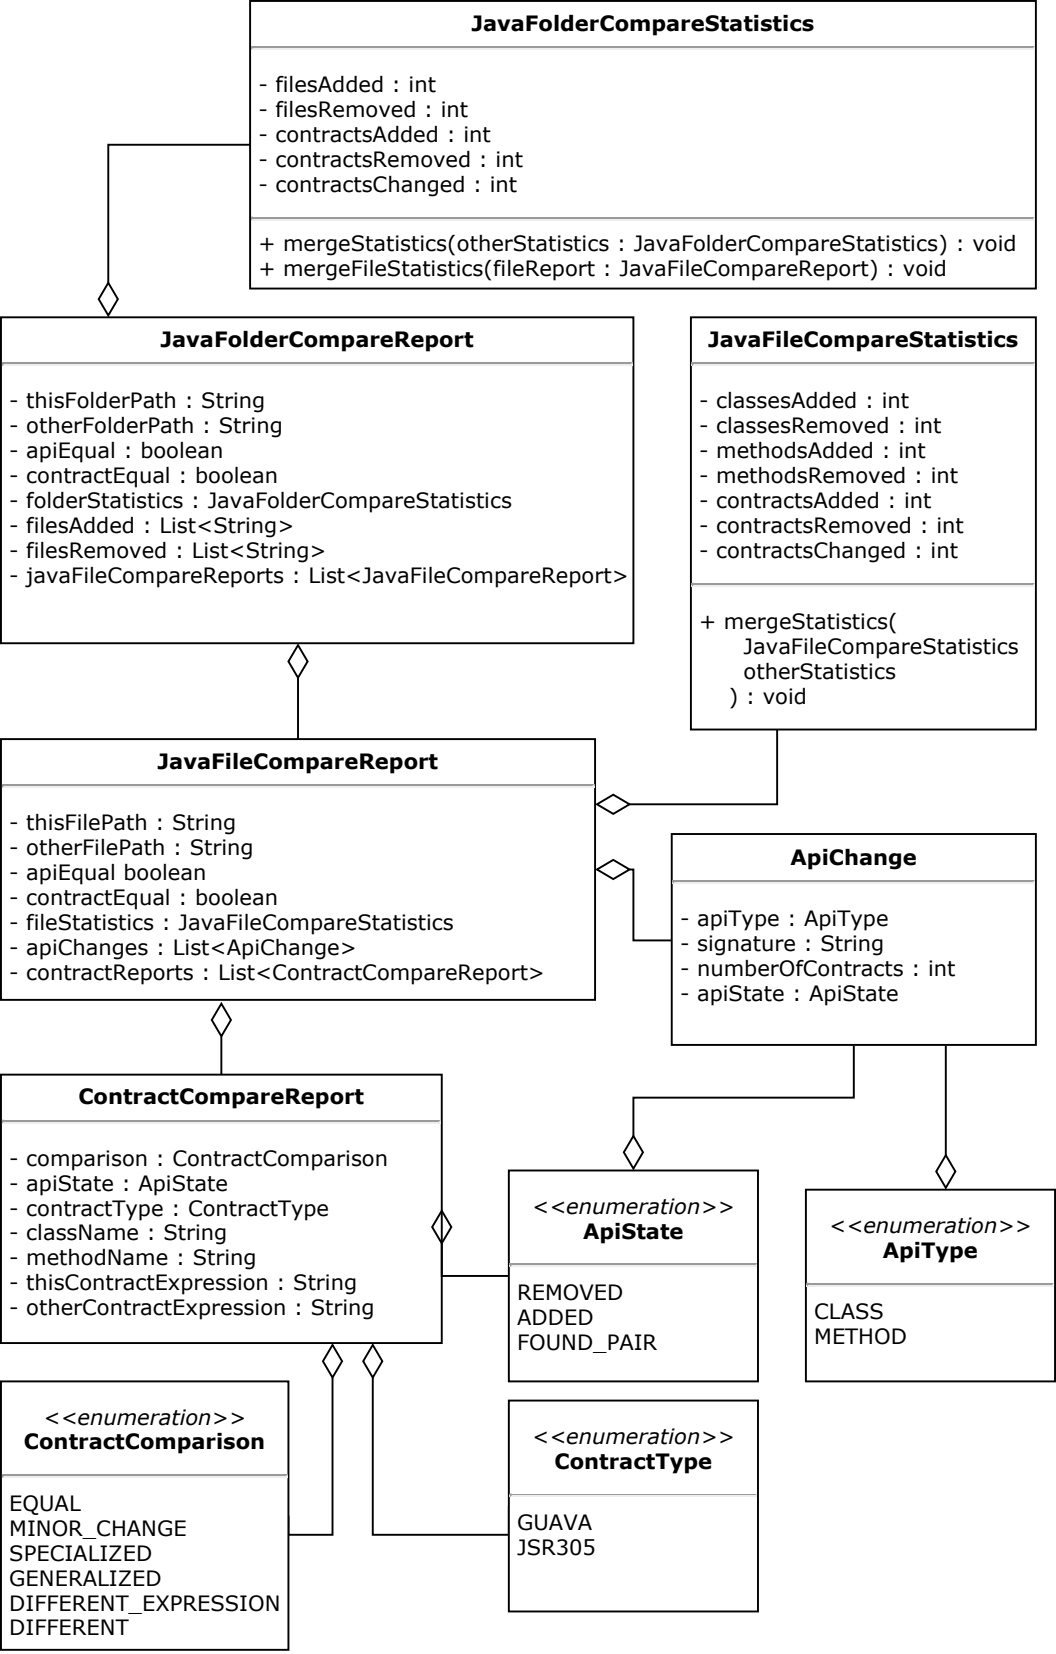 JavaFolderCompareStatistics
- filesAdded : int
- filesRemoved : int
- contractsAdded : int
- contractsRemoved : int
- contractsChanged : int
+ mergeStatistics(otherStatistics : JavaFolderCompareStatistics) : void
+ mergeFileStatistics(fileReport : JavaFileCompareReport) : void
JavaFolderCompareReport
- thisFolderPath : String
- otherFolderPath : String
- apiEqual : boolean
- contractEqual : boolean
- folderStatistics : JavaFolderCompareStatistics
- filesAdded : List<String>
- filesRemoved : List<String>
- javaFileCompareReports : List<JavaFileCompareReport>
JavaFileCompareStatistics
- classesAdded : int
- classesRemoved : int
- methodsAdded : int
- methodsRemoved : int
- contractsAdded : int
- contractsRemoved : int
- contractsChanged : int
+ mergeStatistics(
JavaFileCompareStatistics
otherStatistics
) : void
JavaFileCompareReport
- thisFilePath : String
- otherFilePath : String
- apiEqual boolean
- contractEqual : boolean
- fileStatistics : JavaFileCompareStatistics
- apiChanges : List<ApiChange>
- contractReports : List<ContractCompareReport>
ApiChange
- apiType : ApiType
- signature : String
- numberOfContracts : int
- apiState : ApiState
ContractCompareReport
- comparison : ContractComparison
- apiState : ApiState
- contractType : ContractType
- className : String
- methodName : String
- thisContractExpression : String
- otherContractExpression : String
<<enumeration>>
ApiState
REMOVED
ADDED
FOUND_PAIR
<<enumeration>>
ApiType
CLASS
METHOD
<<enumeration>>
ContractComparison
EQUAL
MINOR_CHANGE
SPECIALIZED
GENERALIZED
DIFFERENT_EXPRESSION
DIFFERENT
<<enumeration>>
ContractType
GUAVA
JSR305